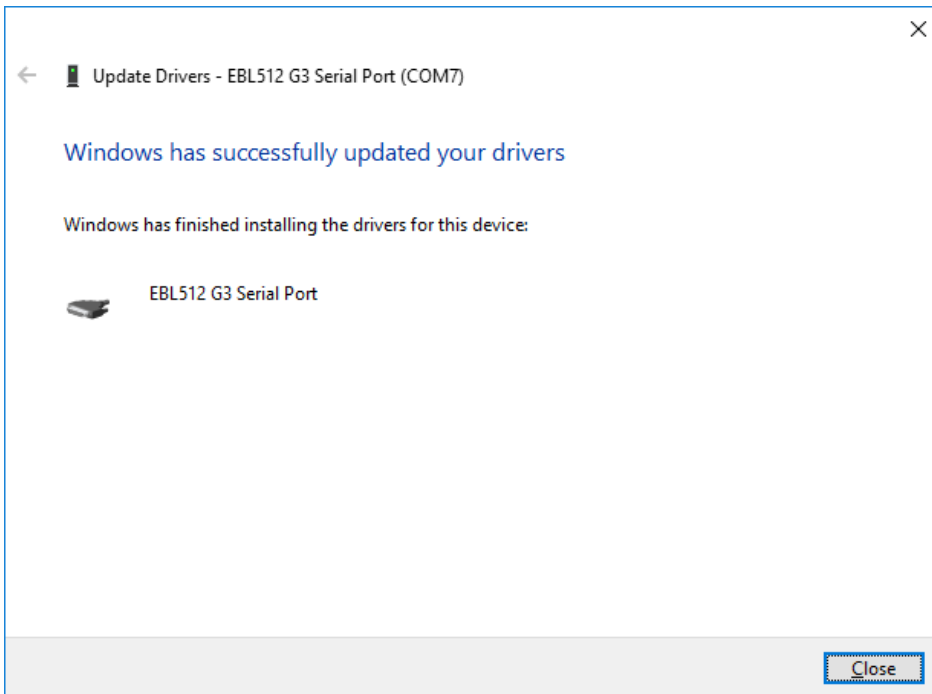 Update Drivers - EBL512 G3 Serial Port (COM7)
Windows has successfully updated your drivers
Windows has finished installing the drivers for this device:
EBL512 G3 Serial Port
Close